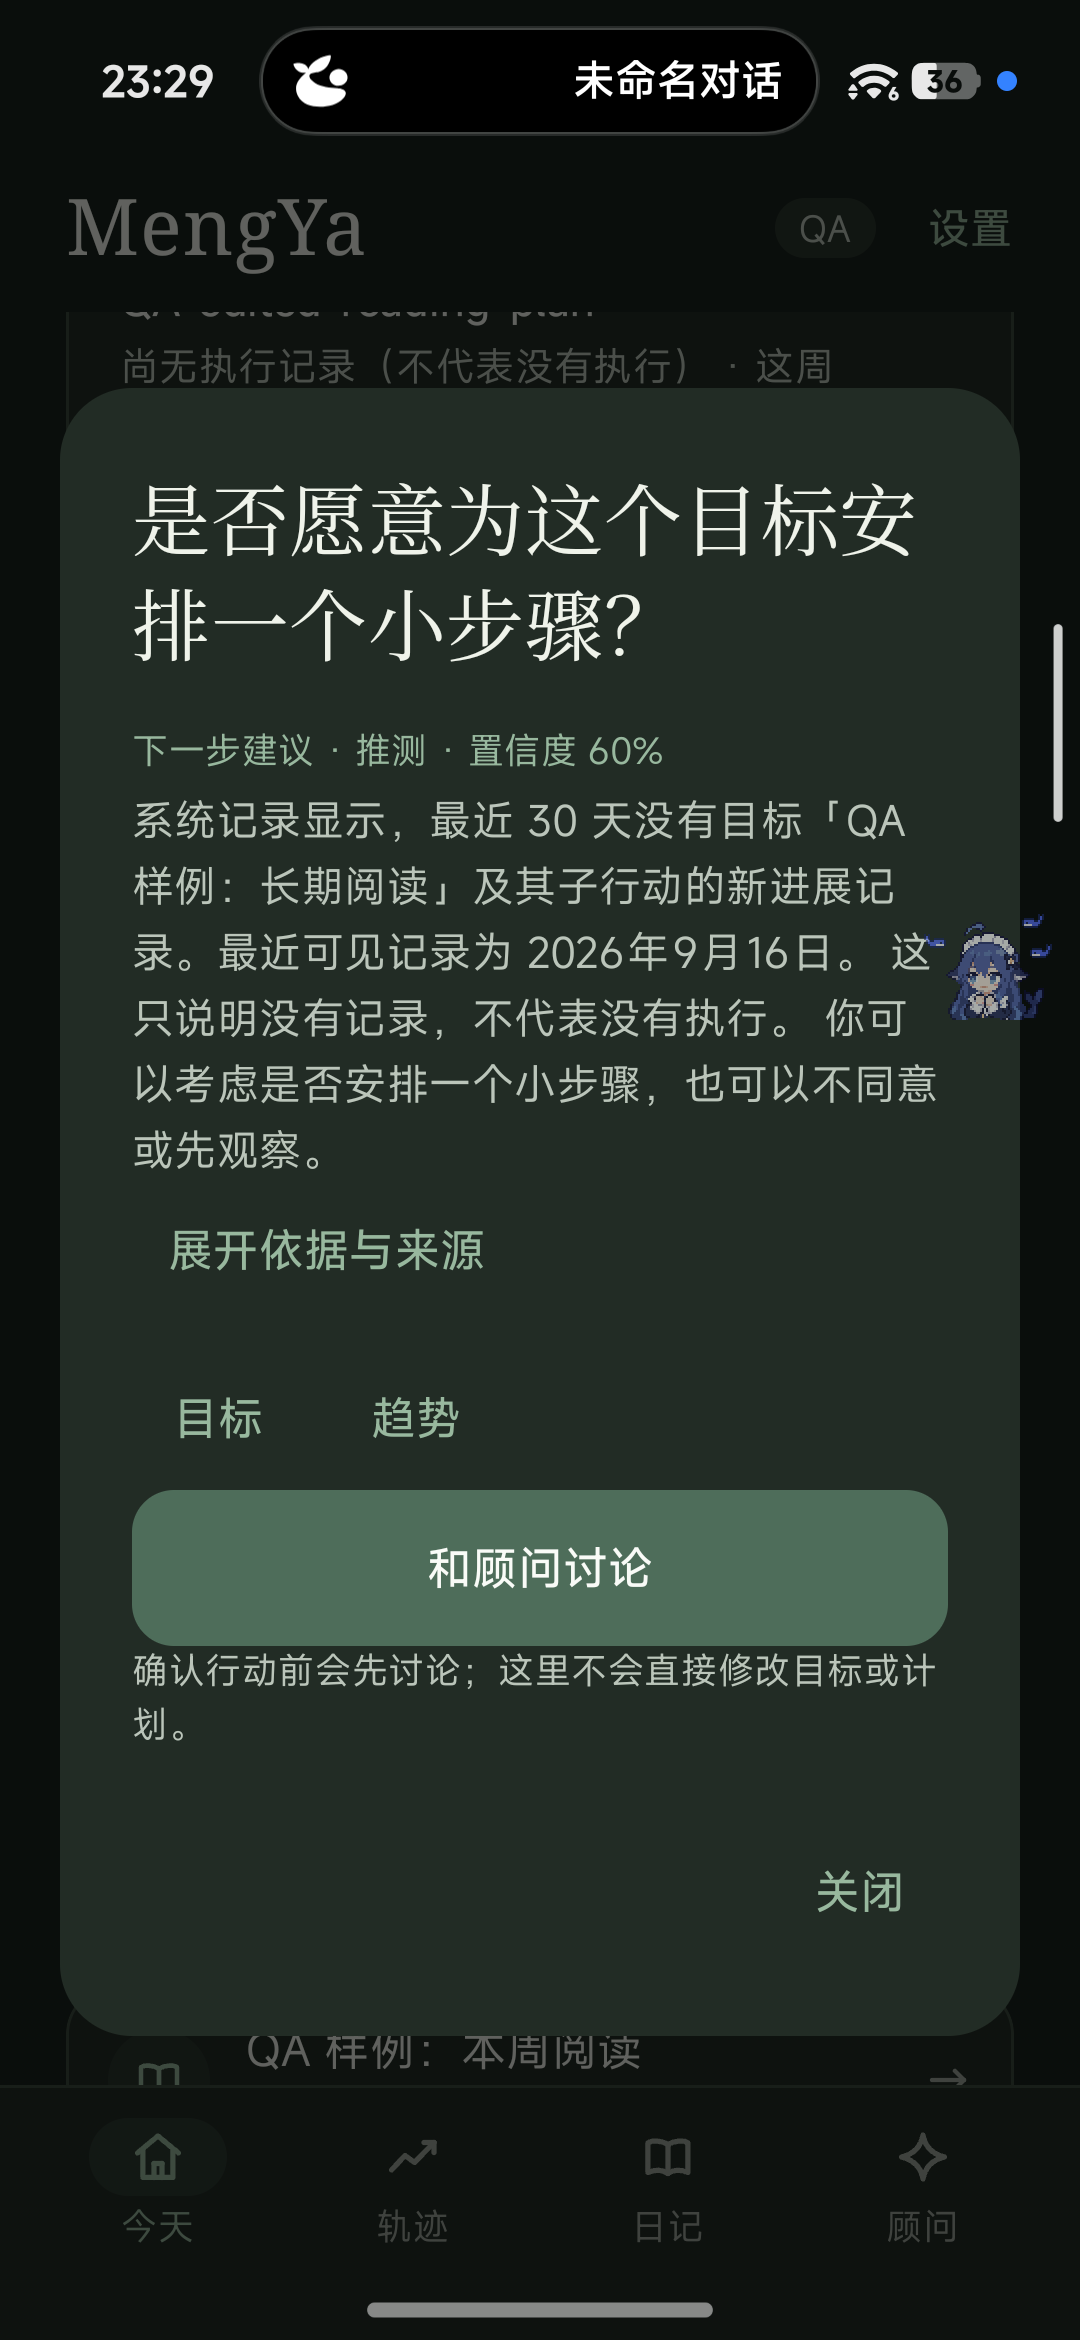 23:29
未命名对话
6
36
MengYa
QA
设置
QA-edited reading plan
尚无执行记录（不代表没有执行） · 这周
是否愿意为这个目标安
排一个小步骤？
下一步建议 · 推测 · 置信度 60%
系统记录显示，最近 30 天没有目标「QA
样例：长期阅读」及其子行动的新进展记
录。最近可见记录为 2026年9月16日。 这
只说明没有记录，不代表没有执行。 你可
以考虑是否安排一个小步骤，也可以不同意
或先观察。
展开依据与来源
目标
趋势
和顾问讨论
确认行动前会先讨论；这里不会直接修改目标或计
划。
关闭
QA 样例：本周阅读
今天
轨迹
日记
顾问